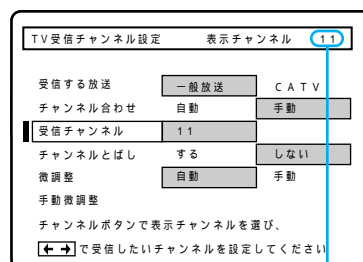 TV受信チャンネル設定 表示チャンネル 11
受信する放送 一般放送 CATV
チャンネル合わせ 自動 手動
受信チャンネル 11
チャンネルとばし する しない
微調整 自動 手動
手動微調整
チャンネルボタンで表示チャンネルを選び、
←→で受信したいチャンネルを設定してください